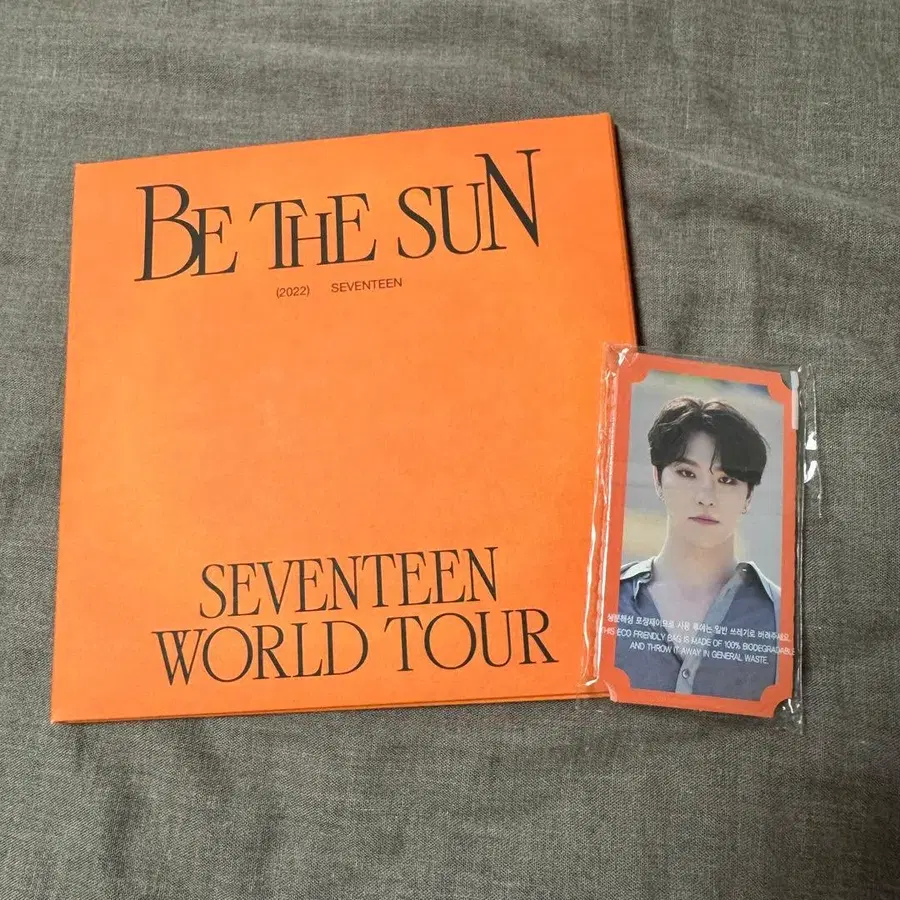 BE THE SUN
(2022) SEVENTEEN
SEVENTEEN
WORLD TOUR
생분해성 포장재이므로 사용 후에는 일반 쓰레기로 버려주세요.
THIS ECO FRIENDLY BAG IS MADE OF 100% BIODEGRADABLE
AND THROW IT AWAY IN GENERAL WASTE.